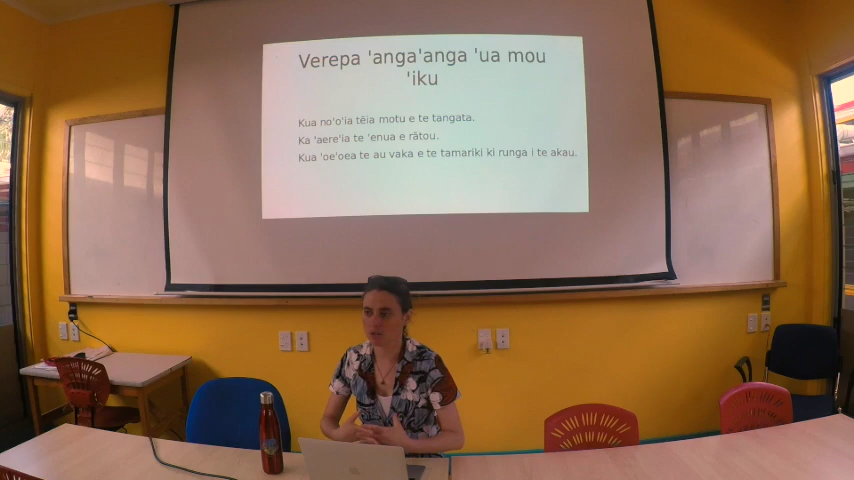 Verepa 'anga'anga 'ua mou
'iku
Kua no'o'ia tēia motu e te tangata.
Ka 'aere'ia te 'enua e rātou.
Kua 'oe'oea te au vaka e te tamariki ki runga i te akau.